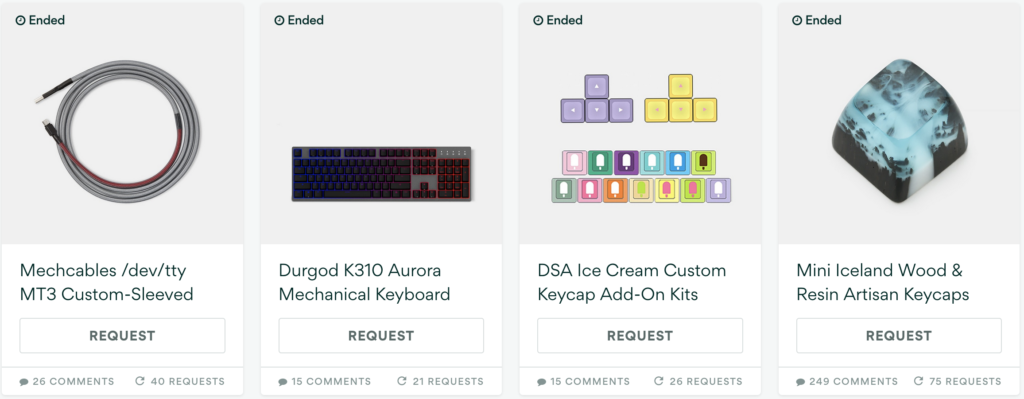 Ended
Ended
Ended
Ended
Mechcables /dev/tty
MT3 Custom-Sleeved
REQUEST
26 COMMENTS
40 REQUESTS
Durgod K310 Aurora
Mechanical Keyboard
REQUEST
15 COMMENTS
21 REQUESTS
DSA Ice Cream Custom
Keycap Add-On Kits
REQUEST
15 COMMENTS
26 REQUESTS
Mini Iceland Wood &
Resin Artisan Keycaps
REQUEST
249 COMMENTS
75 REQUESTS